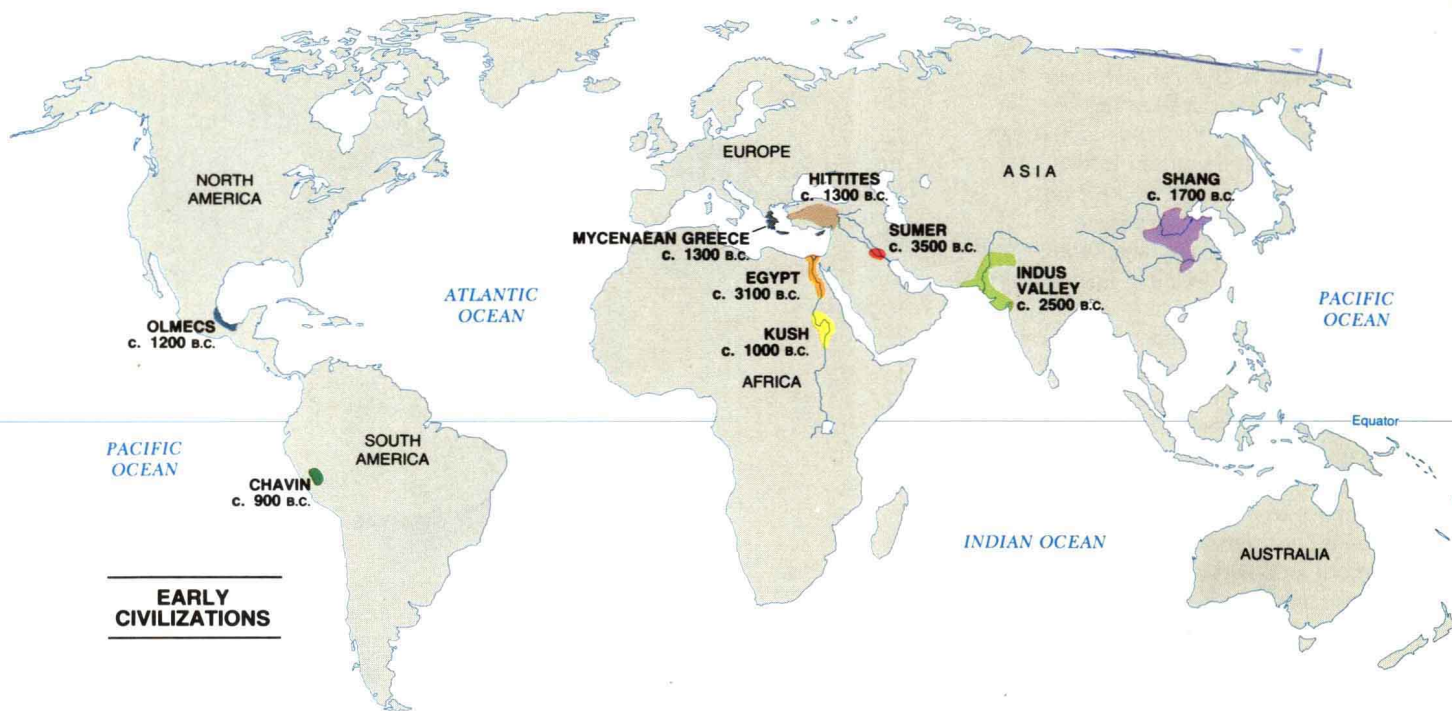 EUROPE
ASIA
NORTH
AMERICA
HITTITES
c. 1300 B.C.
SHANG
c. 1700 B.C.
MYCENAEAN GREECE
c. 1300 B.C.
SUMER
c. 3500 B.C.
EGYPT
c. 3100 B.C.
INDUS
VALLEY
c. 2500 B.C.
ATLANTIC
OCEAN
PACIFIC
OCEAN
OLMECS
c. 1200 B.C.
KUSH
c. 1000 B.C.
AFRICA
Equator
PACIFIC
OCEAN
SOUTH
AMERICA
CHAVIN
c. 900 B.C.
INDIAN OCEAN
AUSTRALIA
EARLY
CIVILIZATIONS